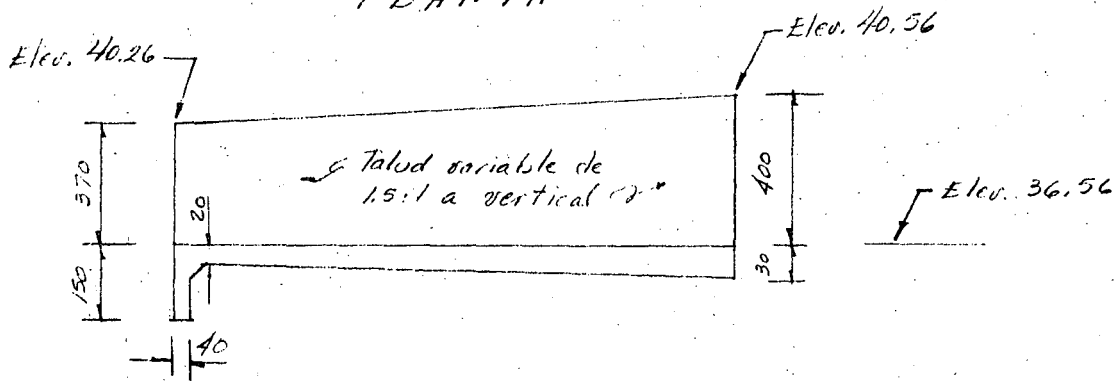 PLANTA
Elev. 40.26
Elev. 40.56
370
Talud variable de
1.5:1 a vertical
400
20
Elev. 36.56
150
30
40